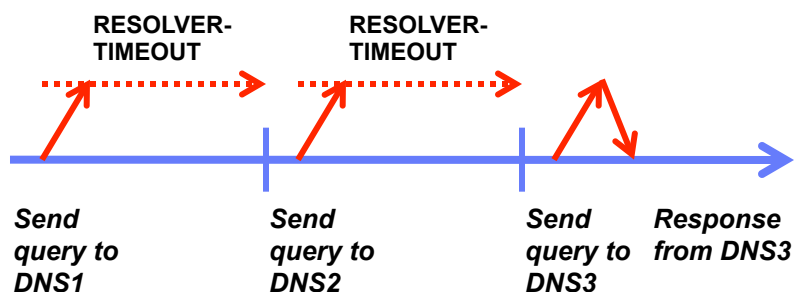 RESOLVER-
TIMEOUT
RESOLVER-
TIMEOUT
Send
query to
DNS1
Send
query to
DNS2
Send
query to
DNS3
Response
from DNS3